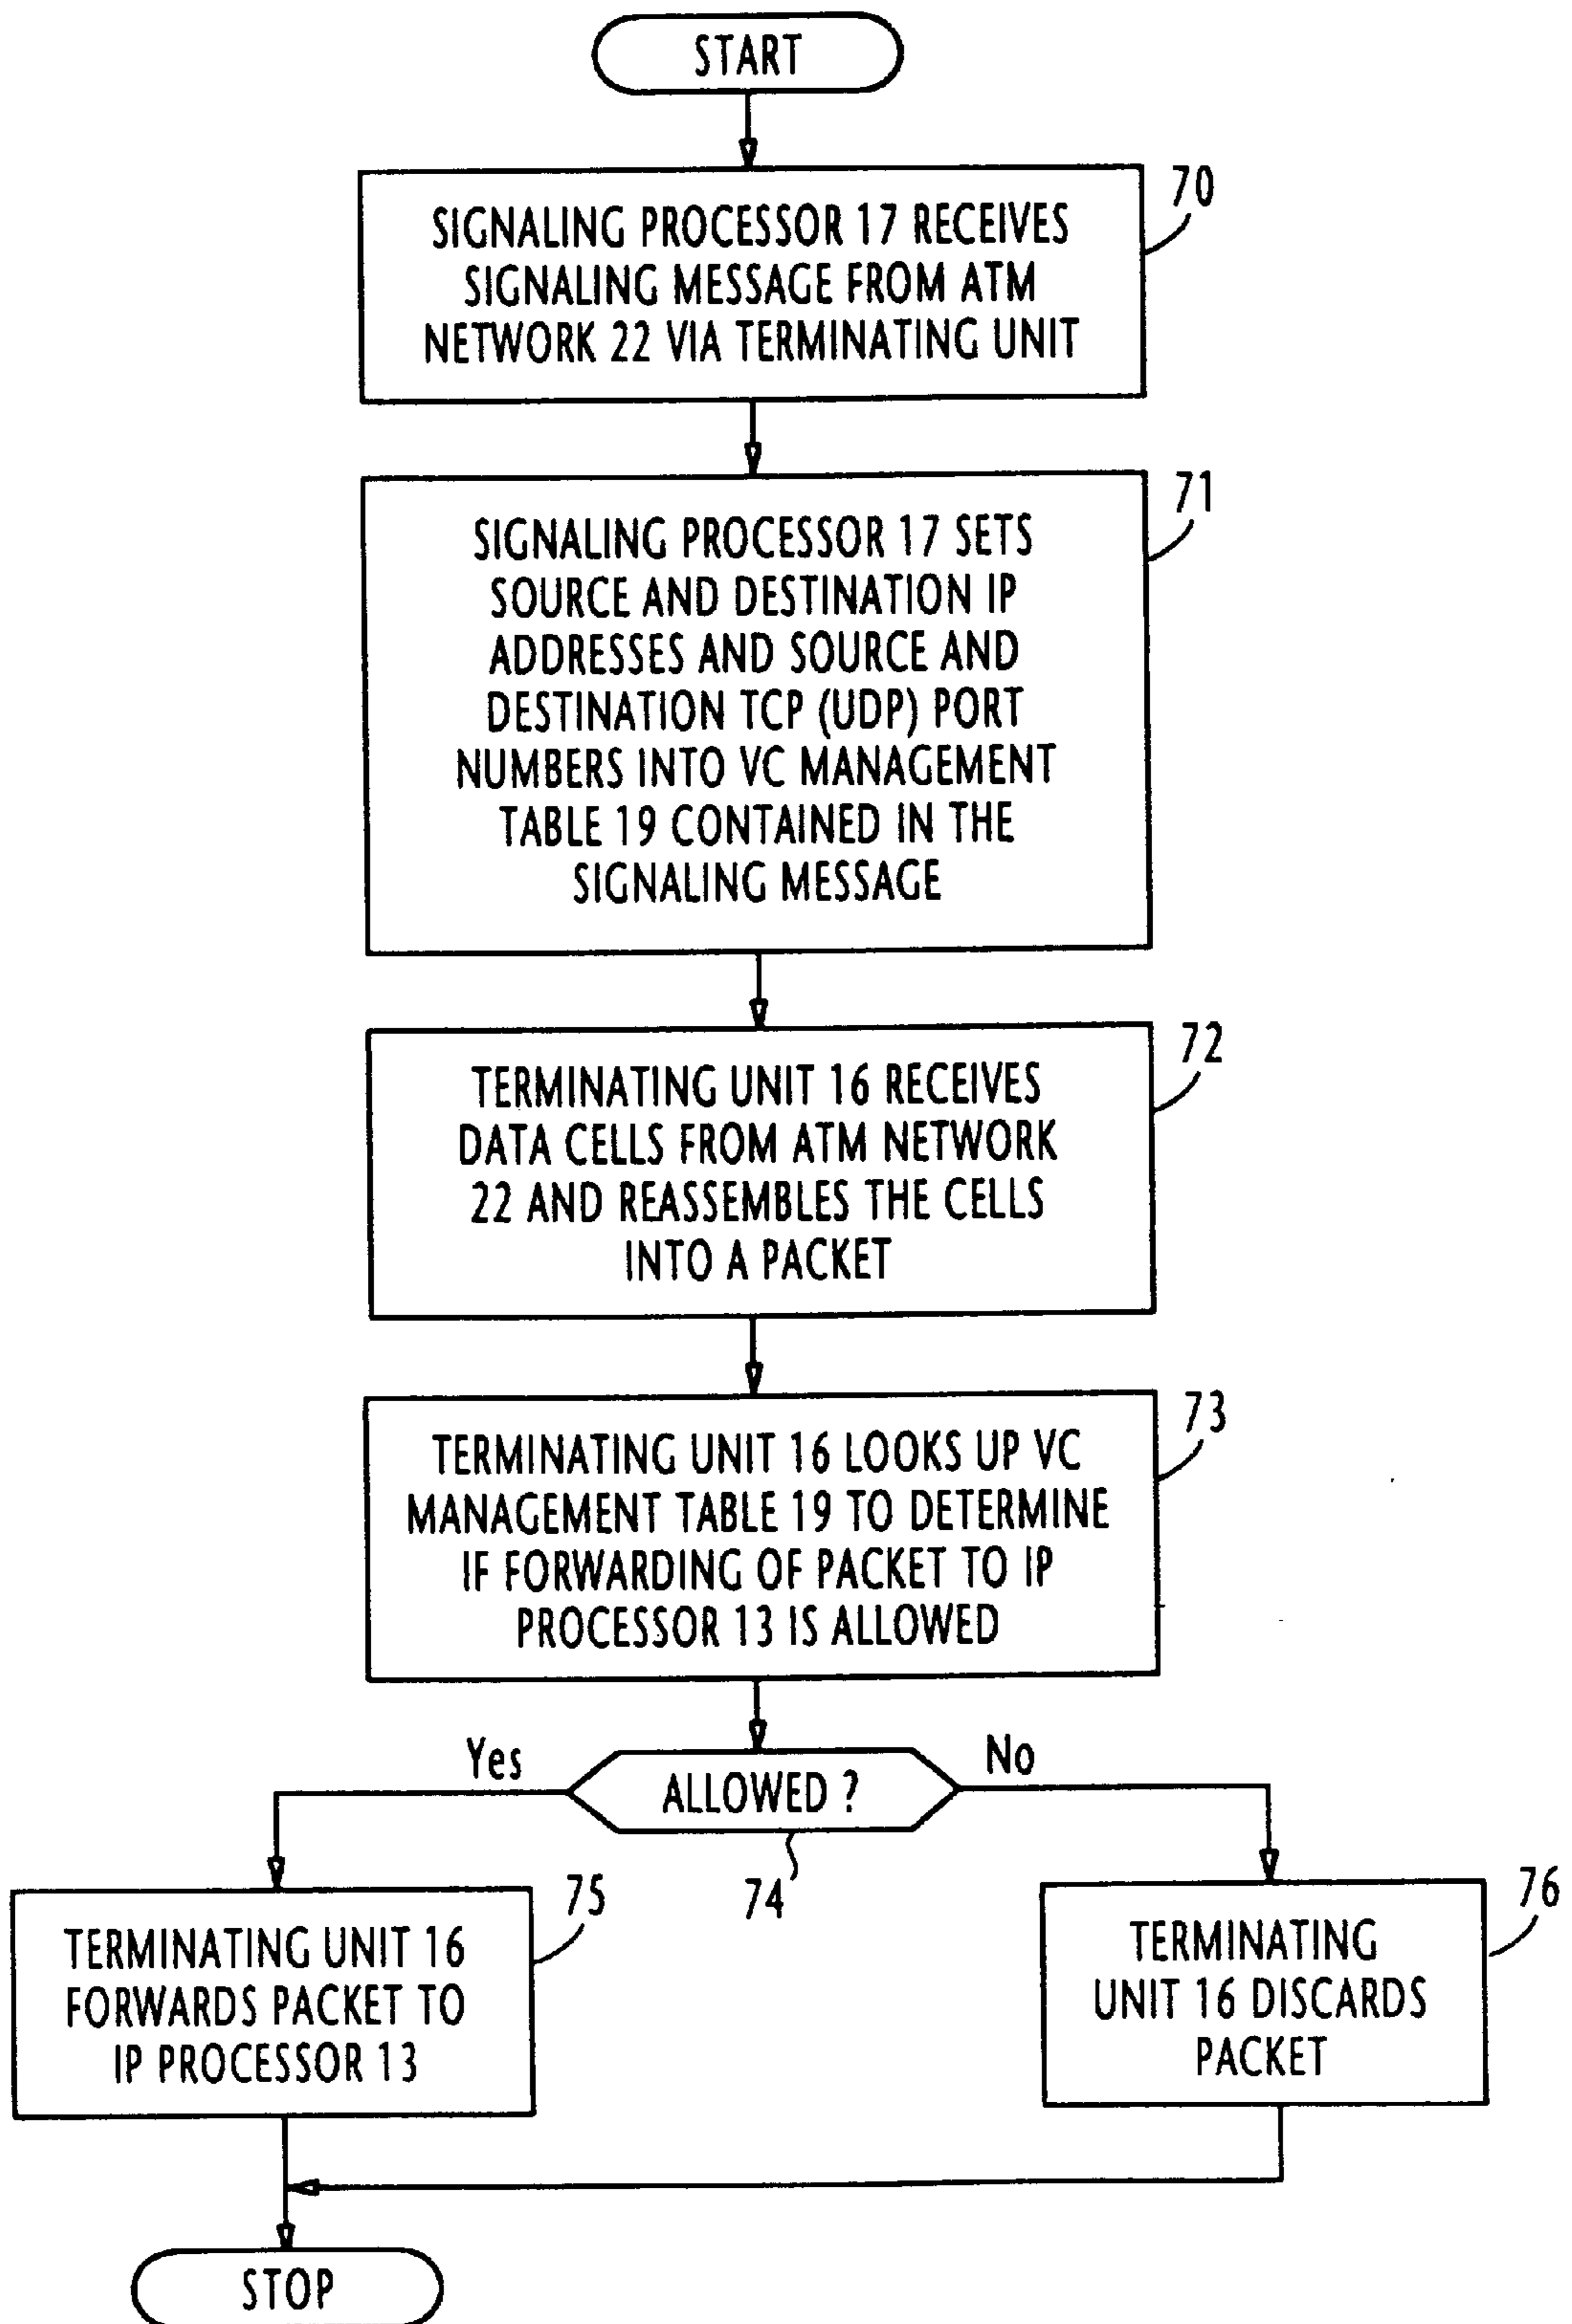 START
70
SIGNALING PROCESSOR 17 RECEIVES
SIGNALING MESSAGE FROM ATM
NETWORK 22 VIA TERMINATING UNIT
71
SIGNALING PROCESSOR 17 SETS
SOURCE AND DESTINATION IP
ADDRESSES AND SOURCE AND
DESTINATION TCP (UDP) PORT
NUMBERS INTO VC MANAGEMENT
TABLE 19 CONTAINED IN THE
SIGNALING MESSAGE
72
TERMINATING UNIT 16 RECEIVES
DATA CELLS FROM ATM NETWORK
22 AND REASSEMBLES THE CELLS
INTO A PACKET
73
TERMINATING UNIT 16 LOOKS UP VC
MANAGEMENT TABLE 19 TO DETERMINE
IF FORWARDING OF PACKET TO IP
PROCESSOR 13 IS ALLOWED
Yes
ALLOWED ?
No
74
75
TERMINATING UNIT 16
FORWARDS PACKET TO
IP PROCESSOR 13
76
TERMINATING
UNIT 16 DISCARDS
PACKET
STOP